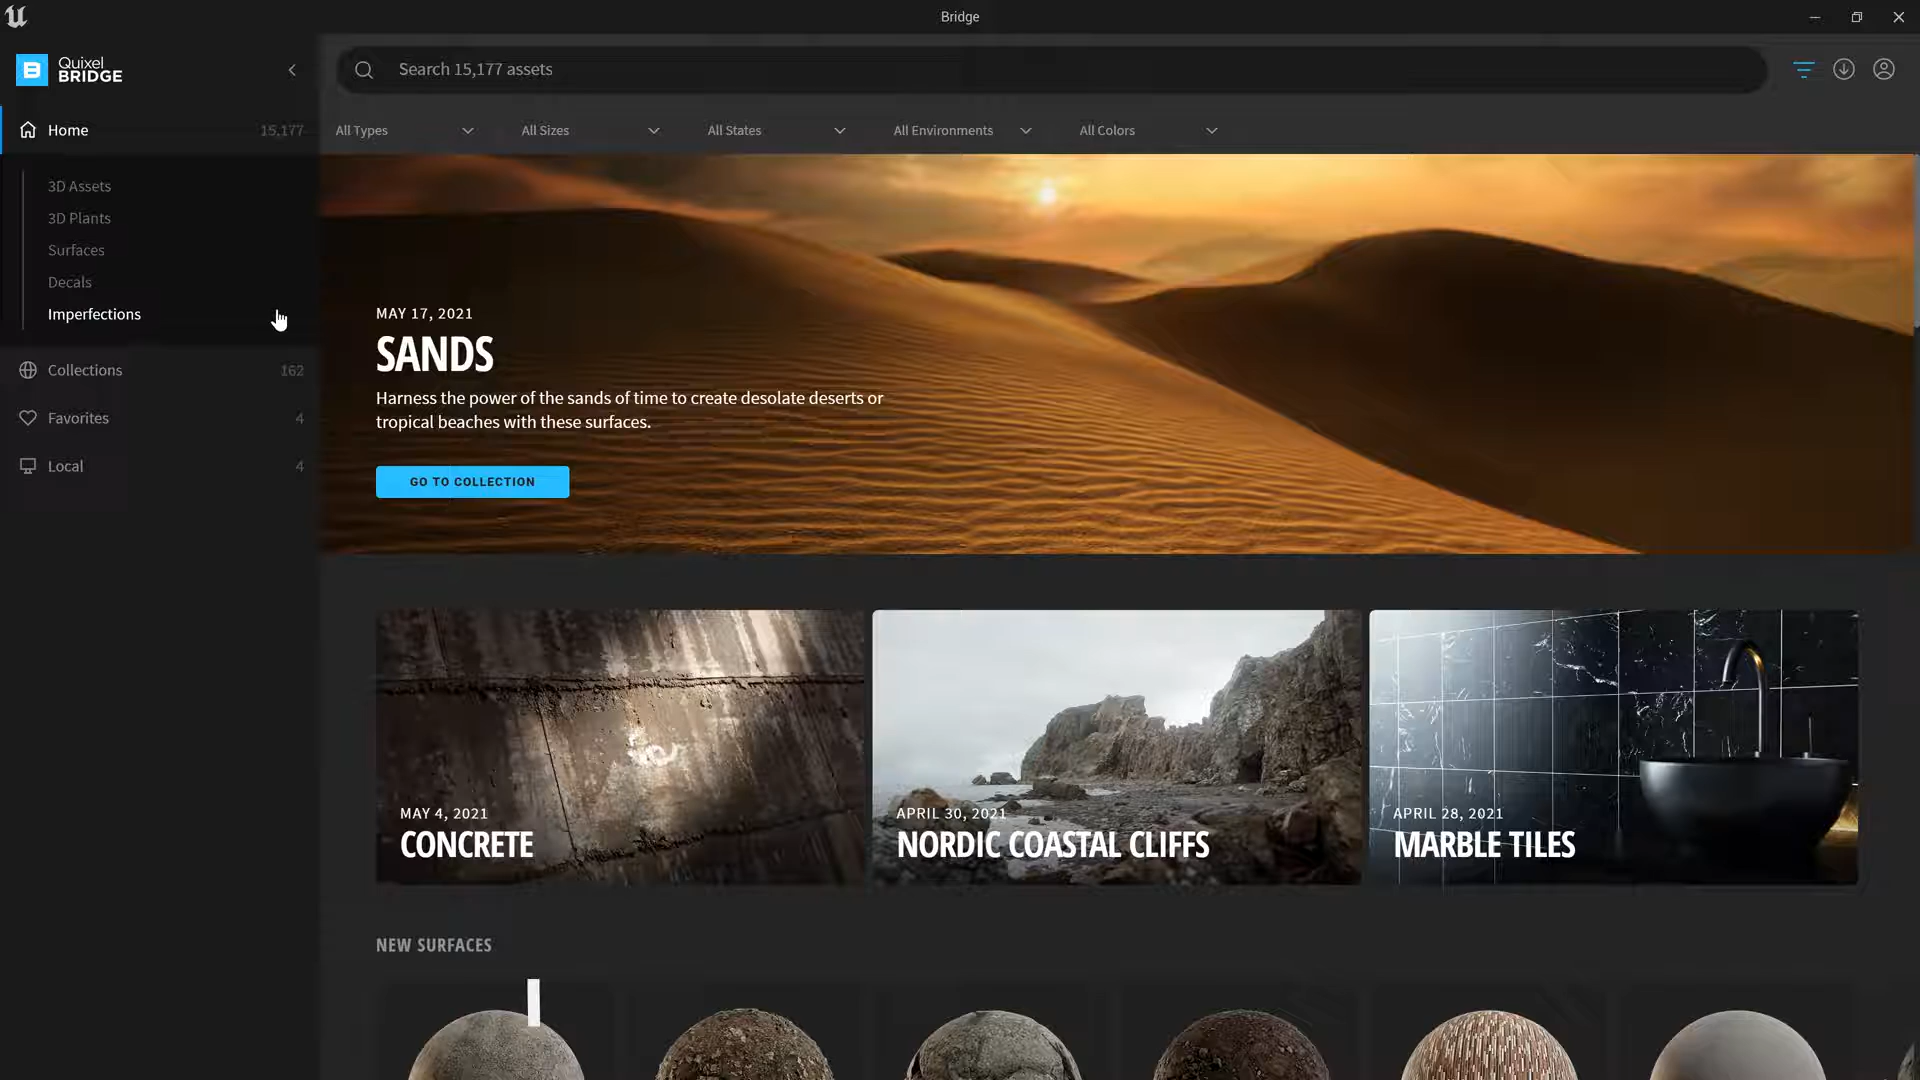 Bridge
Quixel
BRIDGE
Search 15,177 assets
Home 15,177
All Types
All Sizes
All States
All Environments
All Colors
3D Assets
3D Plants
Surfaces
Decals
Imperfections
Collections 162
Favorites 4
Local 4
MAY 17, 2021
SANDS
Harness the power of the sands of time to create desolate deserts or
tropical beaches with these surfaces.
GO TO COLLECTION
MAY 4, 2021
CONCRETE
APRIL 30, 2021
NORDIC COASTAL CLIFFS
APRIL 28, 2021
MARBLE TILES
NEW SURFACES